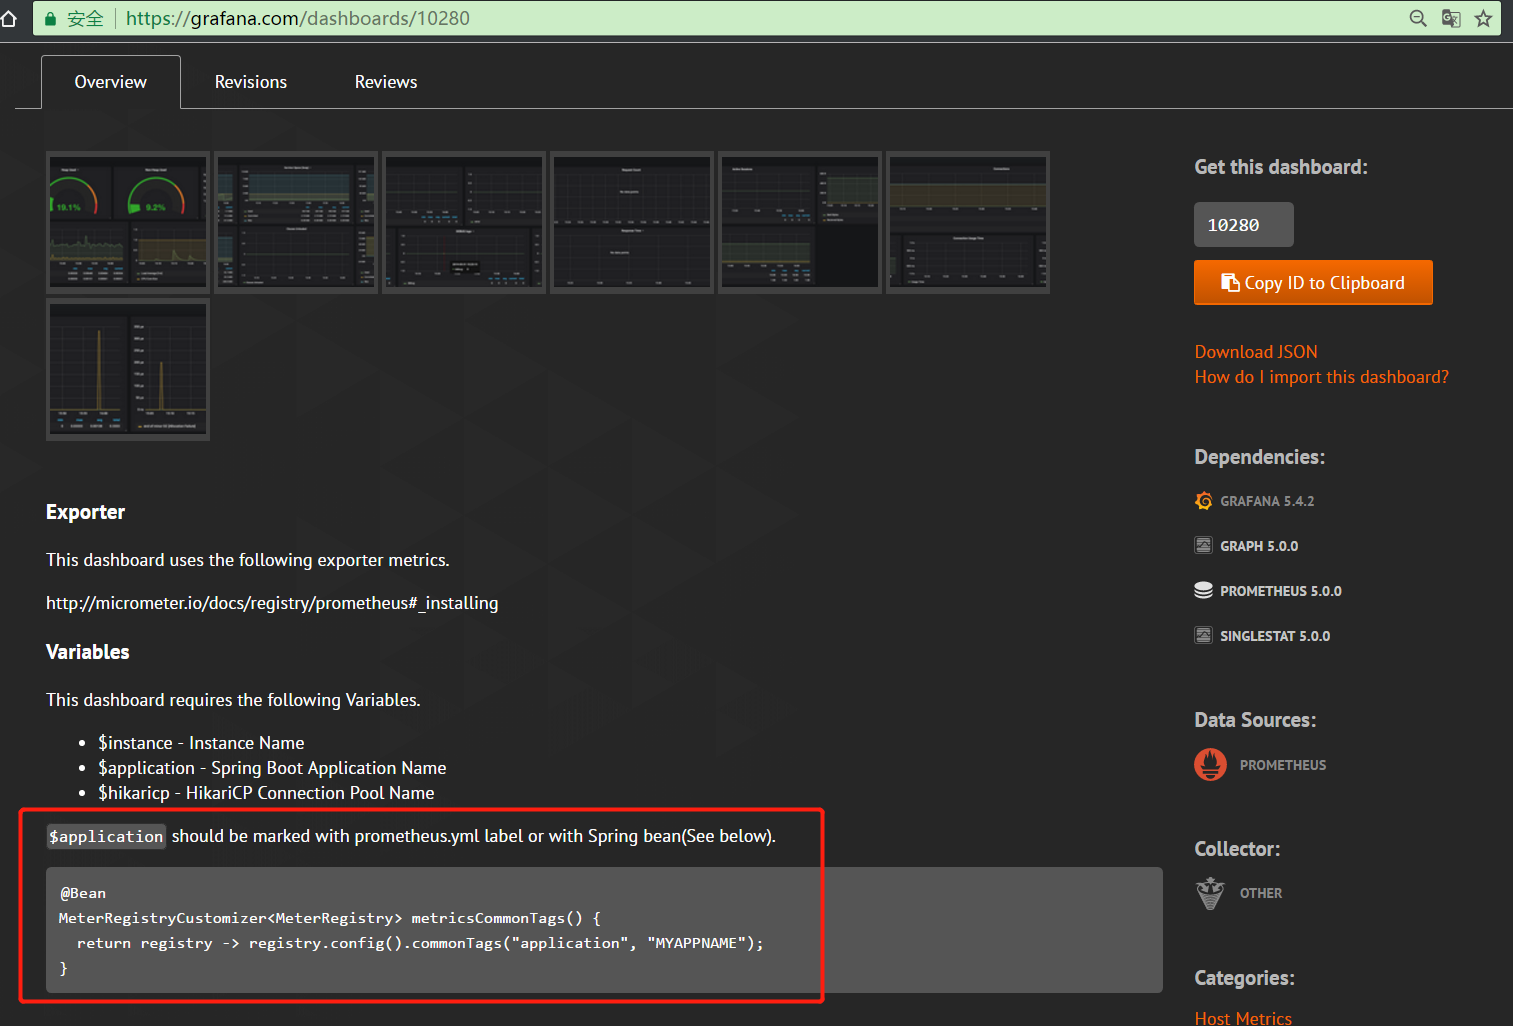 安全 https://grafana.com/dashboards/10280
Overview Revisions Reviews
19.1% 9.2%
Exporter
This dashboard uses the following exporter metrics.
http://micrometer.io/docs/registry/prometheus#_installing
Variables
This dashboard requires the following Variables.
• $instance - Instance Name
• $application - Spring Boot Application Name
• $hikaricp - HikariCP Connection Pool Name
$application should be marked with prometheus.yml label or with Spring bean(See below).
@Bean
MeterRegistryCustomizer<MeterRegistry> metricsCommonTags() {
  return registry -> registry.config().commonTags("application", "MYAPPNAME");
}
Get this dashboard:
10280
Copy ID to Clipboard
Download JSON
How do I import this dashboard?
Dependencies:
GRAFANA 5.4.2
GRAPH 5.0.0
PROMETHEUS 5.0.0
SINGLESTAT 5.0.0
Data Sources:
PROMETHEUS
Collector:
OTHER
Categories:
Host Metrics